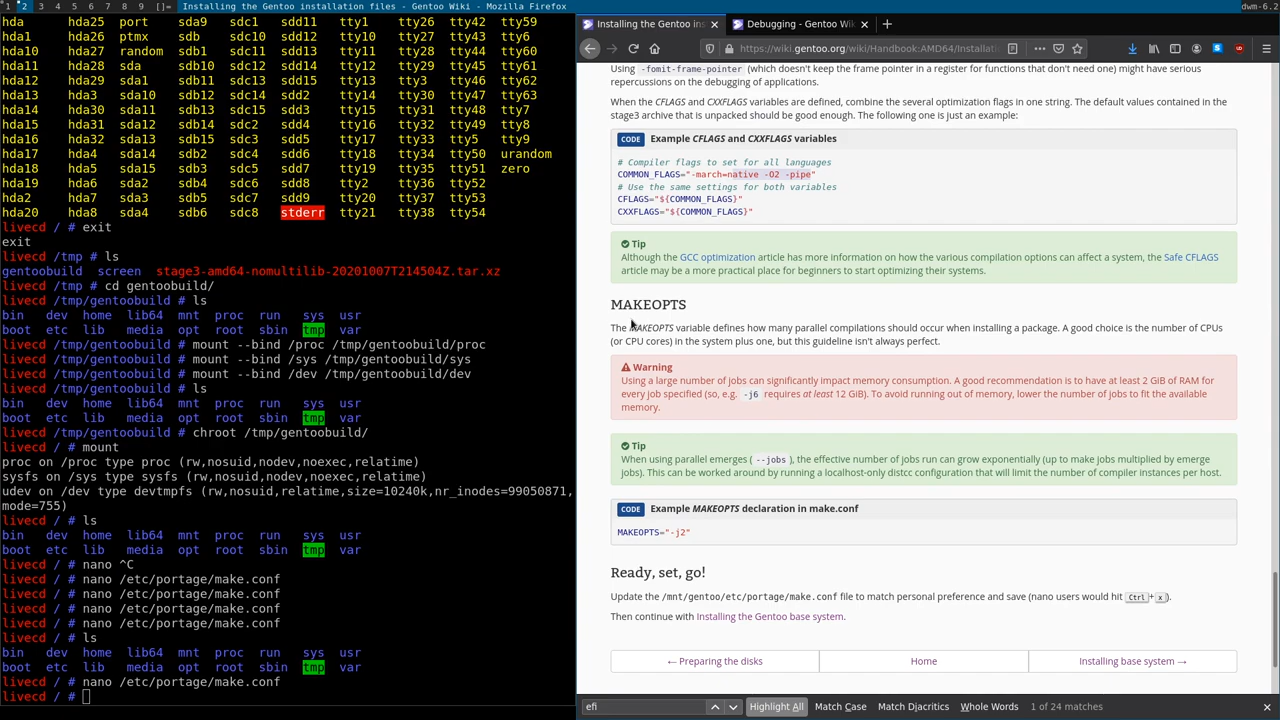 1 2 3 4 5 6 7 8 9 []= Installing the Gentoo installation files - Gentoo Wiki - Mozilla Firefox dwm-6.2
hda hda25 port sda9 sdc1 sdd11 tty1 tty26 tty42 tty59
hda1 hda26 ptmx sdb sdc10 sdd12 tty10 tty27 tty43 tty6
hda10 hda27 random sdb1 sdc11 sdd13 tty11 tty28 tty44 tty60
hda11 hda28 sda sdb10 sdc12 sdd14 tty12 tty29 tty45 tty61
hda12 hda29 sda1 sdb11 sdc13 sdd15 tty13 tty3 tty46 tty62
hda13 hda3 sda10 sdb12 sdc14 sdd2 tty14 tty30 tty47 tty63
hda14 hda30 sda11 sdb13 sdc15 sdd3 tty15 tty31 tty48 tty7
hda15 hda31 sda12 sdb14 sdc2 sdd4 tty16 tty32 tty49 tty8
hda16 hda32 sda13 sdb15 sdc3 sdd5 tty17 tty33 tty5 tty9
hda17 hda4 sda14 sdb2 sdc4 sdd6 tty18 tty34 tty50 urandom
hda18 hda5 sda15 sdb3 sdc5 sdd7 tty19 tty35 tty51 zero
hda19 hda6 sda2 sdb4 sdc6 sdd8 tty2 tty36 tty52
hda2 hda7 sda3 sdb5 sdc7 sdd9 tty20 tty37 tty53
hda20 hda8 sda4 sdb6 sdc8 stderr tty21 tty38 tty54
livecd / # exit
exit
livecd /tmp # ls
gentoobuild screen stage3-amd64-nomultilib-20201007T214504Z.tar.xz
livecd /tmp # cd gentoobuild/
livecd /tmp/gentoobuild # ls
bin dev home lib64 mnt proc run sys usr
boot etc lib media opt root sbin tmp var
livecd /tmp/gentoobuild # mount --bind /proc /tmp/gentoobuild/proc
livecd /tmp/gentoobuild # mount --bind /sys /tmp/gentoobuild/sys
livecd /tmp/gentoobuild # mount --bind /dev /tmp/gentoobuild/dev
livecd /tmp/gentoobuild # ls
bin dev home lib64 mnt proc run sys usr
boot etc lib media opt root sbin tmp var
livecd /tmp/gentoobuild # chroot /tmp/gentoobuild/
livecd / # mount
proc on /proc type proc (rw,nosuid,nodev,noexec,relatime)
sysfs on /sys type sysfs (rw,nosuid,nodev,noexec,relatime)
udev on /dev type devtmpfs (rw,nosuid,relatime,size=10240k,nr_inodes=99050871,
mode=755)
livecd / # ls
bin dev home lib64 mnt proc run sys usr
boot etc lib media opt root sbin tmp var
livecd / # nano ^C
livecd / # nano /etc/portage/make.conf
livecd / # nano /etc/portage/make.conf
livecd / # nano /etc/portage/make.conf
livecd / # nano /etc/portage/make.conf
livecd / # ls
bin dev home lib64 mnt proc run sys usr
boot etc lib media opt root sbin tmp var
livecd / # nano /etc/portage/make.conf
livecd / #
Installing the Gentoo ins Debugging - Gentoo Wiki
https://wiki.gentoo.org/wiki/Handbook:AMD64/Installati
Using -fomit-frame-pointer (which doesn't keep the frame pointer in a register for functions that don't need one) might have serious
repercussions on the debugging of applications.
When the CFLAGS and CXXFLAGS variables are defined, combine the several optimization flags in one string. The default values contained in the
stage3 archive that is unpacked should be good enough. The following one is just an example:
CODE Example CFLAGS and CXXFLAGS variables
# Compiler flags to set for all languages
COMMON_FLAGS="-march=native -O2 -pipe"
# Use the same settings for both variables
CFLAGS="${COMMON_FLAGS}"
CXXFLAGS="${COMMON_FLAGS}"
Tip
Although the GCC optimization article has more information on how the various compilation options can affect a system, the Safe CFLAGS
article may be a more practical place for beginners to start optimizing their systems.
MAKEOPTS
The MAKEOPTS variable defines how many parallel compilations should occur when installing a package. A good choice is the number of CPUs
(or CPU cores) in the system plus one, but this guideline isn't always perfect.
Warning
Using a large number of jobs can significantly impact memory consumption. A good recommendation is to have at least 2 GiB of RAM for
every job specified (so, e.g. -j6 requires at least 12 GiB). To avoid running out of memory, lower the number of jobs to fit the available
memory.
Tip
When using parallel emerges ( --jobs ), the effective number of jobs run can grow exponentially (up to make jobs multiplied by emerge
jobs). This can be worked around by running a localhost-only distcc configuration that will limit the number of compiler instances per host.
CODE Example MAKEOPTS declaration in make.conf
MAKEOPTS="-j2"
Ready, set, go!
Update the /mnt/gentoo/etc/portage/make.conf file to match personal preference and save (nano users would hit Ctrl+x).
Then continue with Installing the Gentoo base system.
← Preparing the disks Home Installing base system →
efi Highlight All Match Case Match Diacritics Whole Words 1 of 24 matches